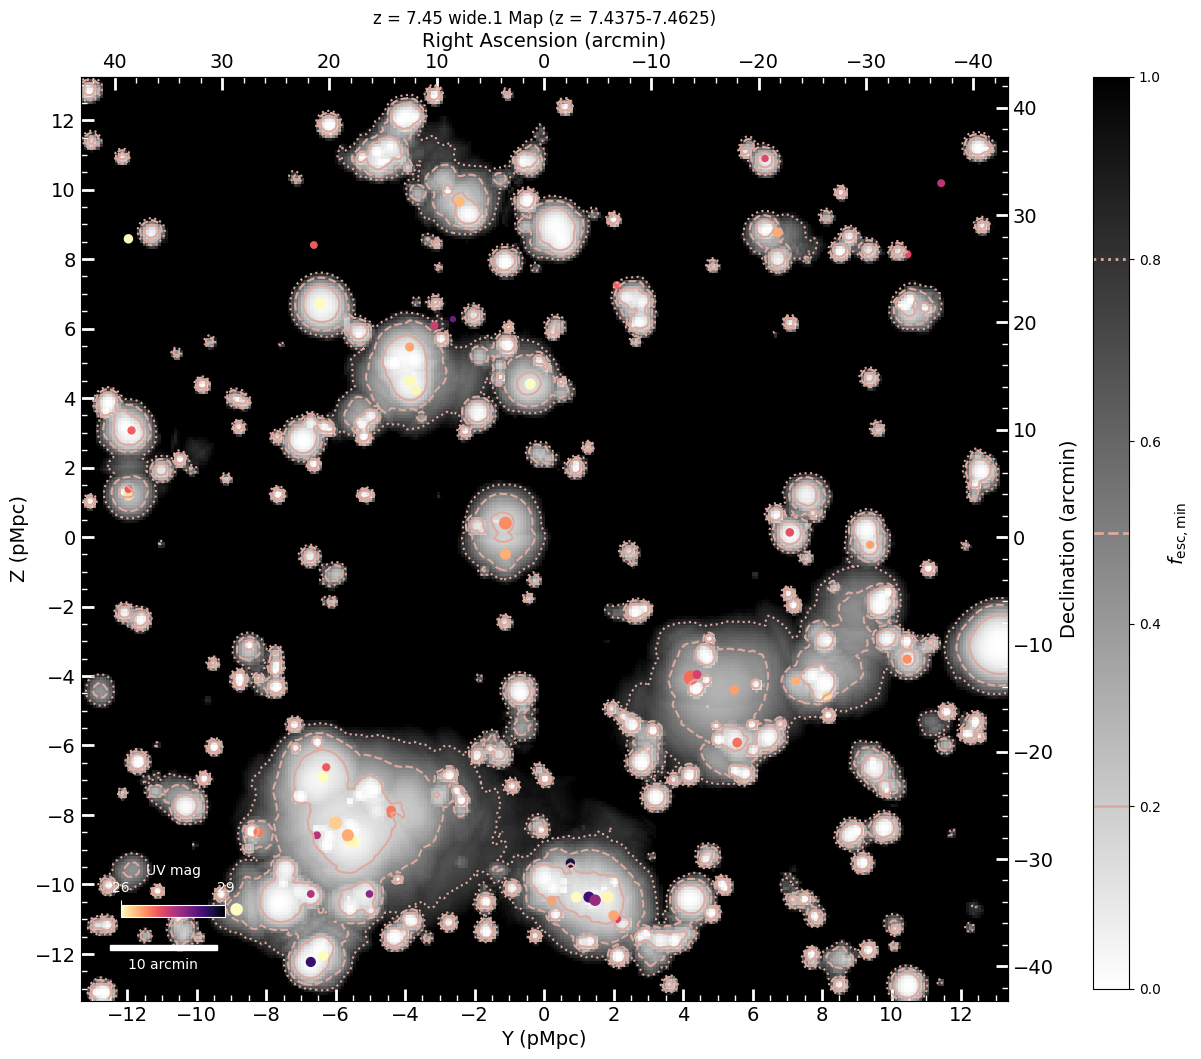 z = 7.45 wide.1 Map (z = 7.4375-7.4625)
Right Ascension (arcmin)
40 30 20 10 0 −10 −20 −30 −40
12 10 8 6 4 2 0 −2 −4 −6 −8 −10 −12
Z (pMpc)
40 30 20 10 0 −10 −20 −30 −40
Declination (arcmin)
1.0 0.8 0.6 0.4 0.2 0.0
fesc,min
UV mag
26 29
10 arcmin
−12 −10 −8 −6 −4 −2 0 2 4 6 8 10 12
Y (pMpc)